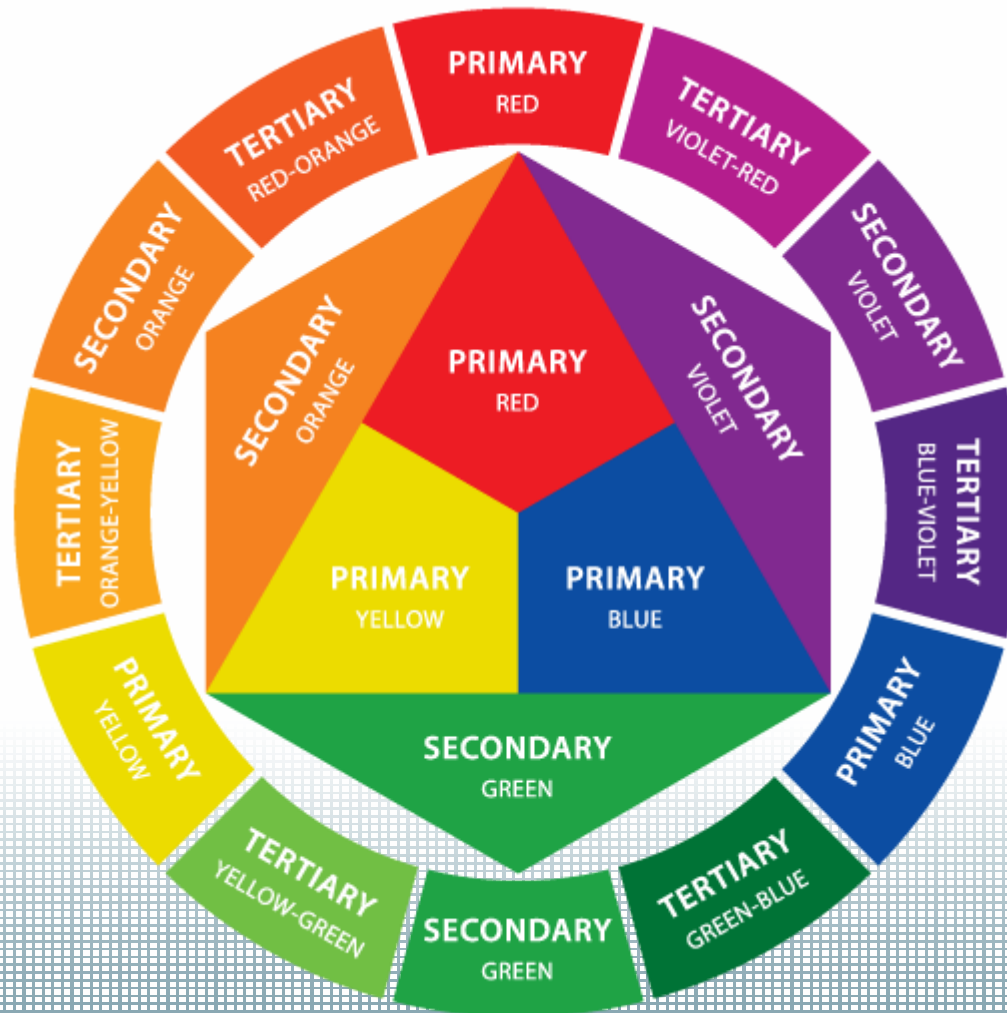 PRIMARY
RED
TERTIARY
VIOLET-RED
SECONDARY
VIOLET
TERTIARY
BLUE-VIOLET
PRIMARY
BLUE
TERTIARY
GREEN-BLUE
SECONDARY
GREEN
TERTIARY
YELLOW-GREEN
PRIMARY
YELLOW
TERTIARY
ORANGE-YELLOW
SECONDARY
ORANGE
TERTIARY
RED-ORANGE
PRIMARY
RED
SECONDARY
VIOLET
SECONDARY
ORANGE
PRIMARY
YELLOW
PRIMARY
BLUE
SECONDARY
GREEN